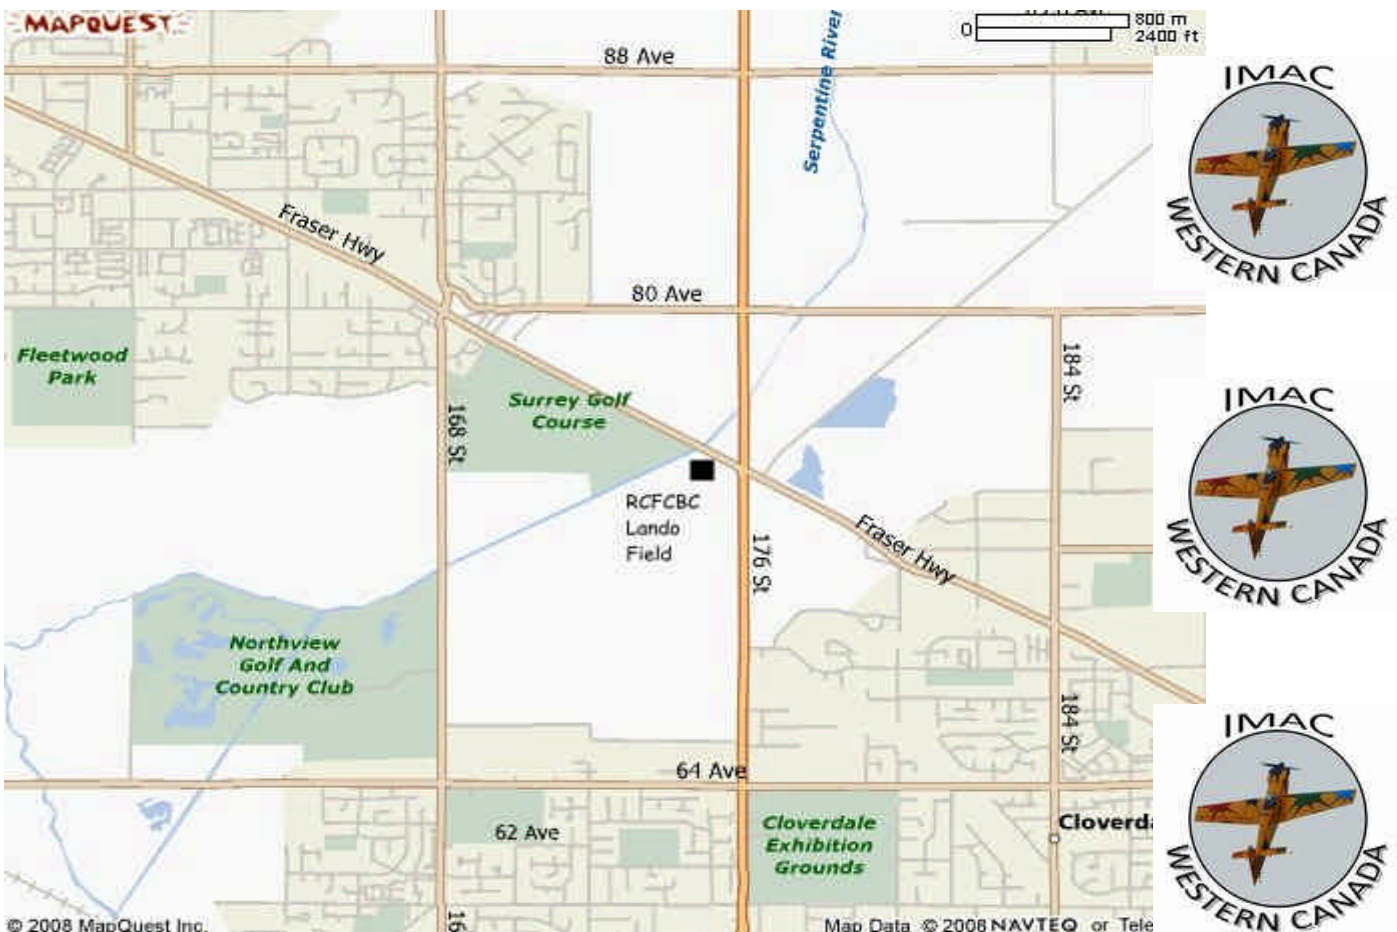 MAPQUEST
800 m
0
2400 ft
88 Ave
Serpentine River
IMAC
WESTERN CANADA
Fraser Hwy
80 Ave
Fleetwood
Park
184 St
Surrey Golf
Course
168 St
IMAC
WESTERN CANADA
RCFCBC
Lando
Field
176 St
Fraser Hwy
Northview
Golf And
Country Club
184 St
IMAC
WESTERN CANADA
64 Ave
62 Ave
Cloverdale
Exhibition
Grounds
Cloverda
16
© 2008 MapQuest Inc.
Map Data © 2008 NAVTEQ or Tele